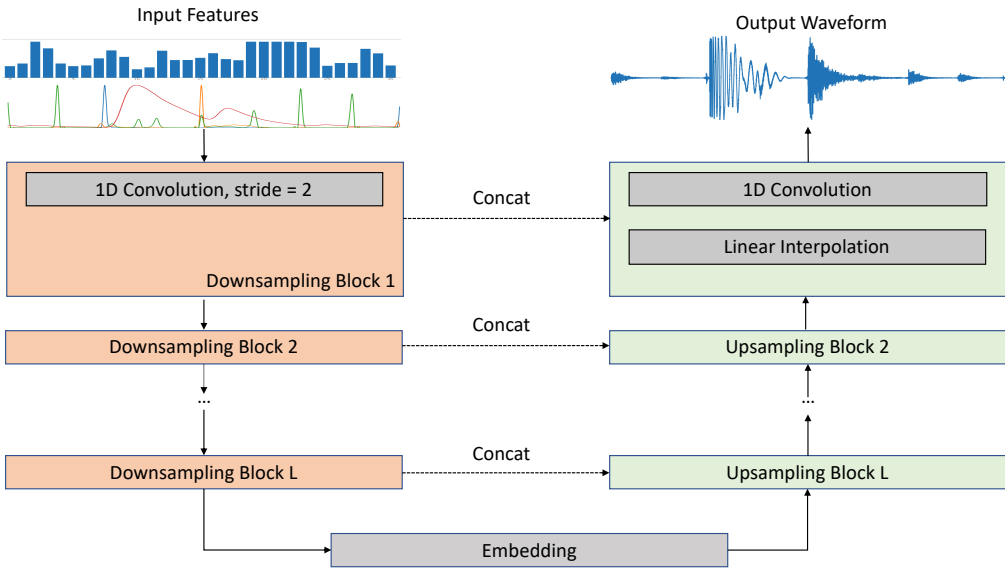 Input Features
Output Waveform
1D Convolution, stride = 2
Downsampling Block 1
Concat
1D Convolution
Linear Interpolation
Downsampling Block 2
Concat
Upsampling Block 2
...
...
Downsampling Block L
Concat
Upsampling Block L
Embedding